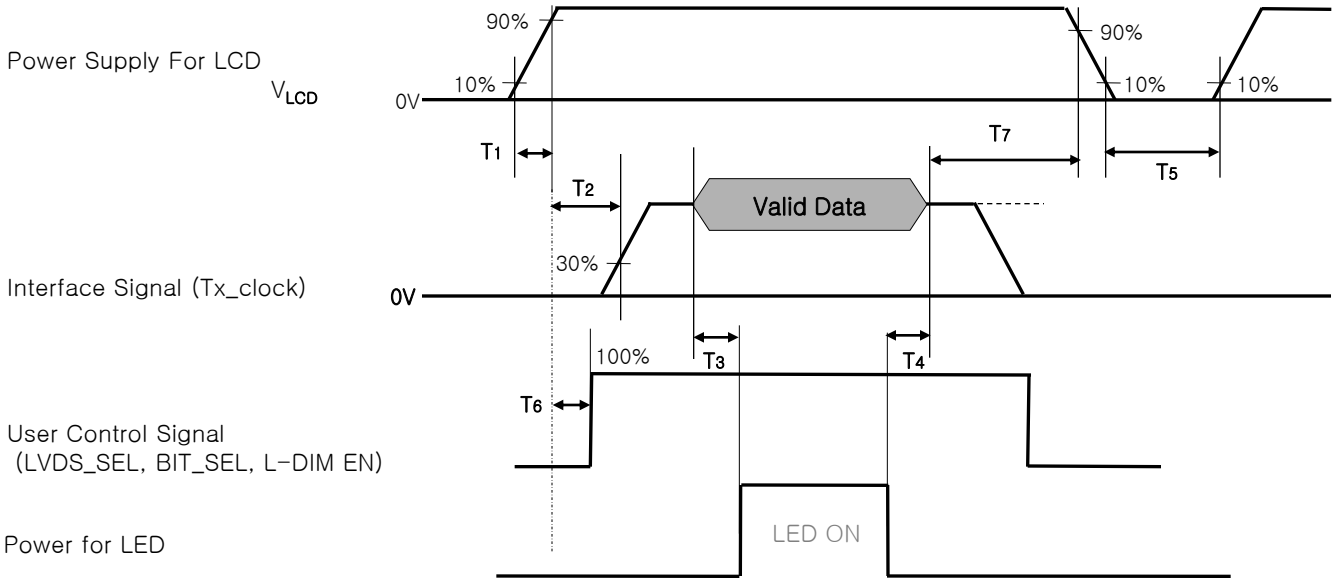 90%
90%
Power Supply For LCD
VLCD
10%
10%
10%
0V
T1
T7
T5
T2
Valid Data
30%
Interface Signal (Tx_clock)
0V
100%
T3
T4
T6
User Control Signal
(LVDS_SEL, BIT_SEL, L-DIM EN)
LED ON
Power for LED